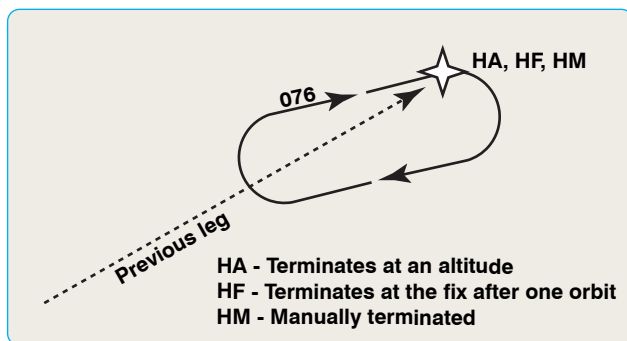 HA, HF, HM
076
Previous leg
HA - Terminates at an altitude
HF - Terminates at the fix after one orbit
HM - Manually terminated